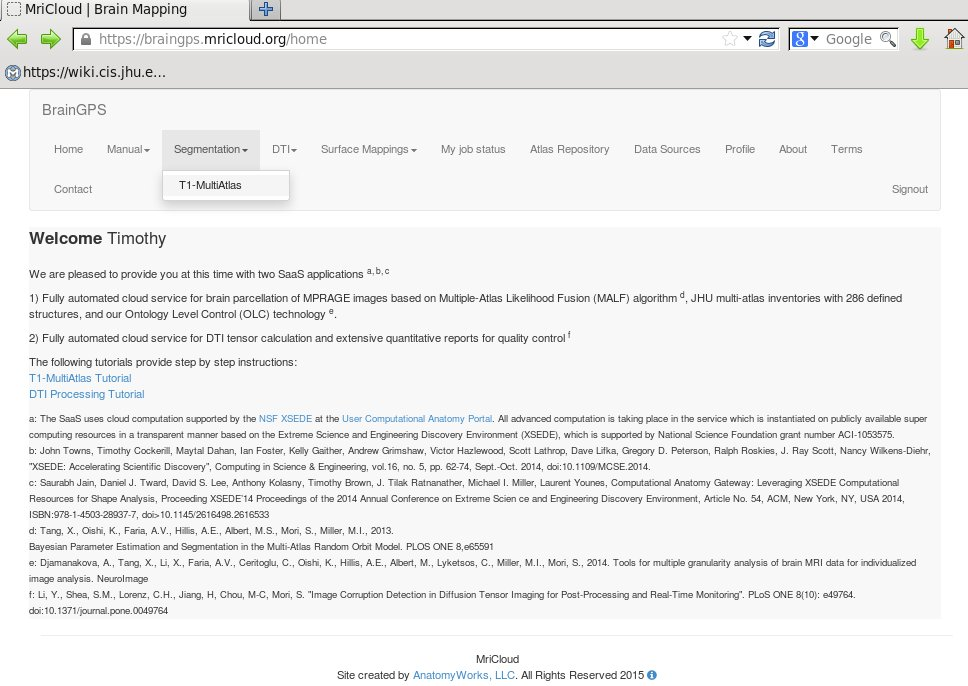 MriCloud | Brain Mapping
https://braingps.mricloud.org/home
Google
https://wiki.cis.jhu.e...
BrainGPS
Home Manual Segmentation DTI Surface Mappings My job status Atlas Repository Data Sources Profile About Terms
T1-MultiAtlas
Contact Signout
Welcome Timothy
We are pleased to provide you at this time with two SaaS applications a, b, c
1) Fully automated cloud service for brain parcellation of MPRAGE images based on Multiple-Atlas Likelihood Fusion (MALF) algorithm d, JHU multi-atlas inventories with 286 defined
structures, and our Ontology Level Control (OLC) technology e.
2) Fully automated cloud service for DTI tensor calculation and extensive quantitative reports for quality control f
The following tutorials provide step by step instructions:
T1-MultiAtlas Tutorial
DTI Processing Tutorial
a: The SaaS uses cloud computation supported by the NSF XSEDE at the User Computational Anatomy Portal. All advanced computation is taking place in the service which is instantiated on publicly available super
computing resources in a transparent manner based on the Extreme Science and Engineering Discovery Environment (XSEDE), which is supported by National Science Foundation grant number ACI-1053575.
b: John Towns, Timothy Cockerill, Maytal Dahan, Ian Foster, Kelly Gaither, Andrew Grimshaw, Victor Hazlewood, Scott Lathrop, Dave Lifka, Gregory D. Peterson, Ralph Roskies, J. Ray Scott, Nancy Wilkens-Diehr,
"XSEDE: Accelerating Scientific Discovery", Computing in Science & Engineering, vol.16, no. 5, pp. 62-74, Sept.-Oct. 2014, doi:10.1109/MCSE.2014.
c: Saurabh Jain, Daniel J. Tward, David S. Lee, Anthony Kolasny, Timothy Brown, J. Tilak Ratnanather, Michael I. Miller, Laurent Younes, Computational Anatomy Gateway: Leveraging XSEDE Computational
Resources for Shape Analysis, Proceeding XSEDE'14 Proceedings of the 2014 Annual Conference on Extreme Scien ce and Engineering Discovery Environment, Article No. 54, ACM, New York, NY, USA 2014,
ISBN:978-1-4503-28937-7, doi>10.1145/2616498.2616533
d: Tang, X., Oishi, K., Faria, A.V., Hillis, A.E., Albert, M.S., Mori, S., Miller, M.I., 2013.
Bayesian Parameter Estimation and Segmentation in the Multi-Atlas Random Orbit Model. PLOS ONE 8,e65591
e: Djamanakova, A., Tang, X., Li, X., Faria, A.V., Ceritoglu, C., Oishi, K., Hillis, A.E., Albert, M., Lyketsos, C., Miller, M.I., Mori, S., 2014. Tools for multiple granularity analysis of brain MRI data for individualized
image analysis. NeuroImage
f: Li, Y., Shea, S.M., Lorenz, C.H., Jiang, H, Chou, M-C, Mori, S. "Image Corruption Detection in Diffusion Tensor Imaging for Post-Processing and Real-Time Monitoring". PLoS ONE 8(10): e49764.
doi:10.1371/journal.pone.0049764
MriCloud
Site created by AnatomyWorks, LLC. All Rights Reserved 2015